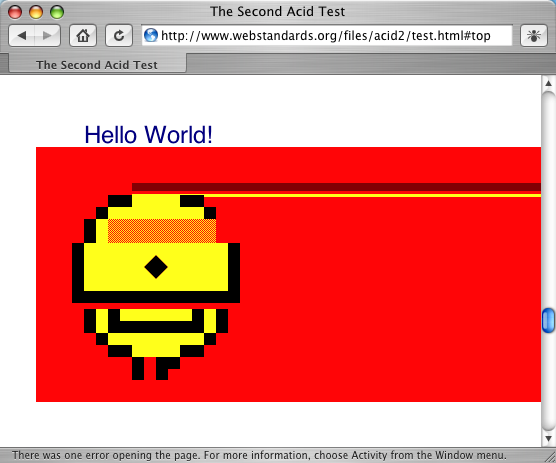 The Second Acid Test
http://www.webstandards.org/files/acid2/test.html#top
The Second Acid Test
Hello World!
There was one error opening the page. For more information, choose Activity from the Window menu.